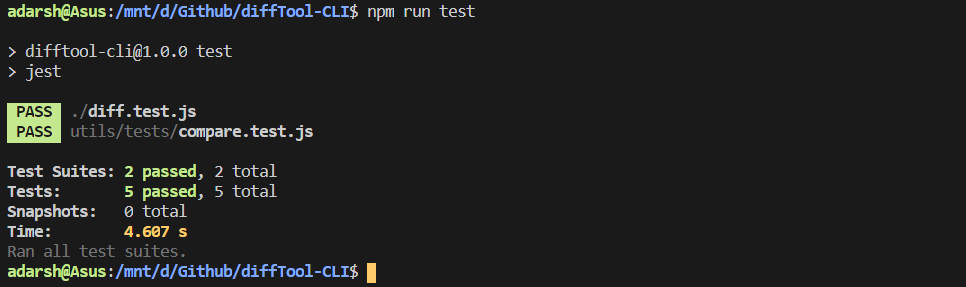 adarsh@Asus:/mnt/d/Github/diffTool-CLI$ npm run test
> difftool-cli@1.0.0 test
> jest
PASS ./diff.test.js
PASS utils/tests/compare.test.js
Test Suites: 2 passed, 2 total
Tests: 5 passed, 5 total
Snapshots: 0 total
Time: 4.607 s
Ran all test suites.
adarsh@Asus:/mnt/d/Github/diffTool-CLI$